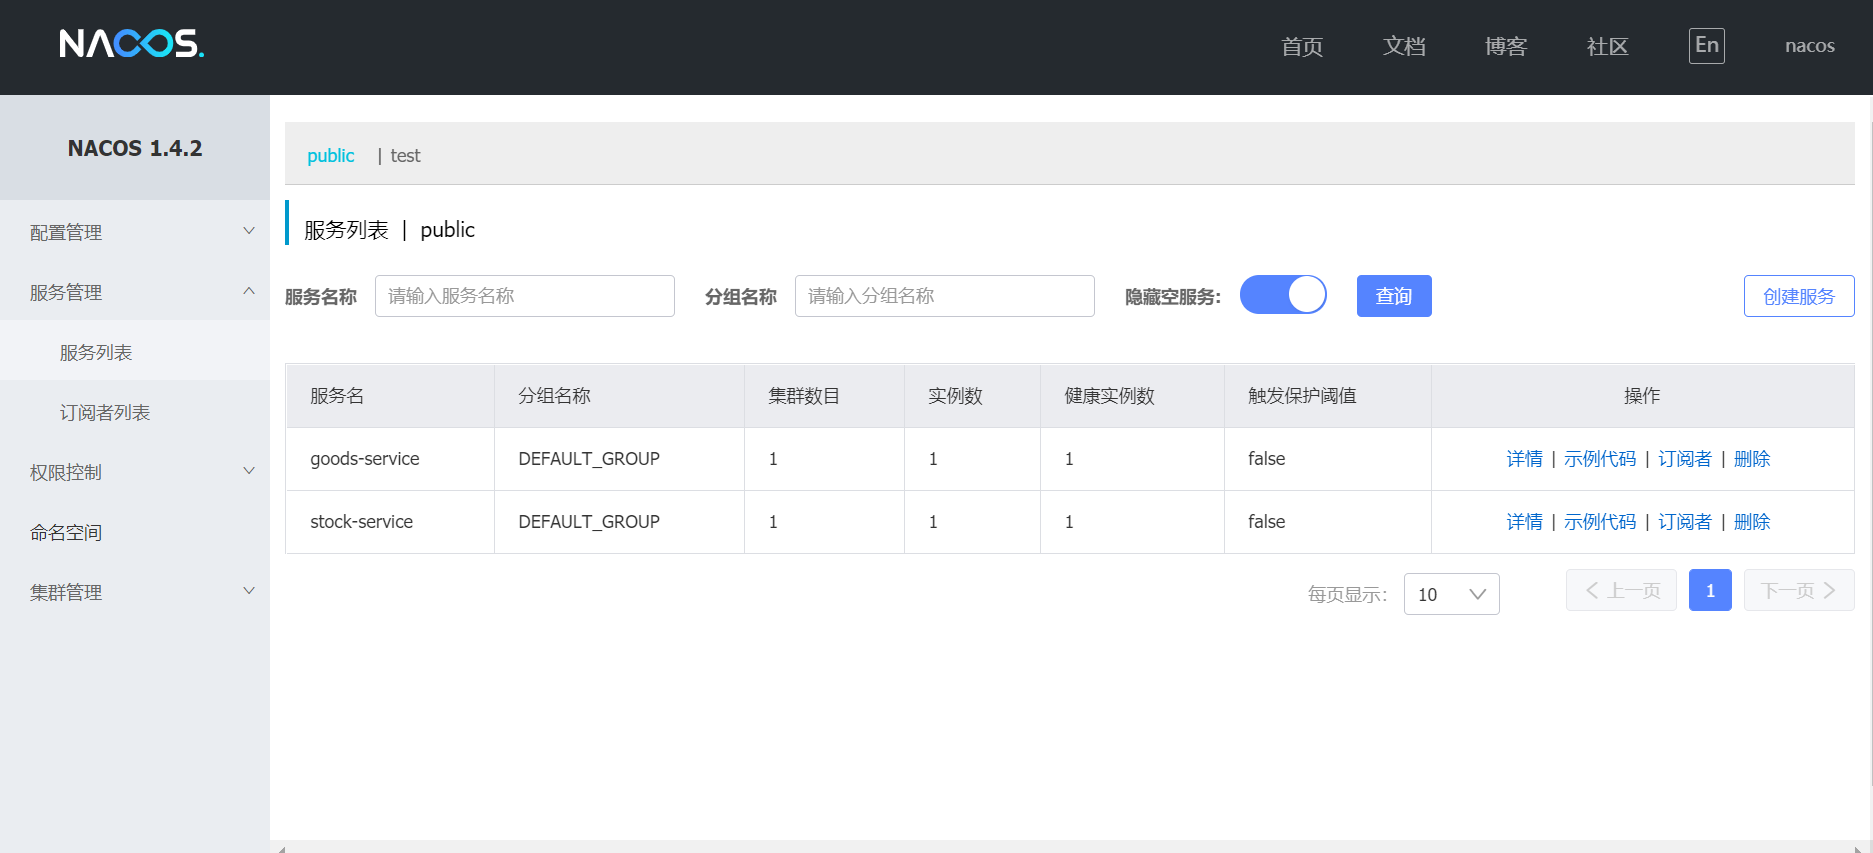 NACOS.
首页 文档 博客 社区 En nacos
NACOS 1.4.2
配置管理
服务管理
服务列表
订阅者列表
权限控制
命名空间
集群管理
public | test
服务列表 | public
服务名称 请输入服务名称 分组名称 请输入分组名称 隐藏空服务: 查询 创建服务
服务名 分组名称 集群数目 实例数 健康实例数 触发保护阈值 操作
goods-service DEFAULT_GROUP 1 1 1 false 详情 | 示例代码 | 订阅者 | 删除
stock-service DEFAULT_GROUP 1 1 1 false 详情 | 示例代码 | 订阅者 | 删除
每页显示: 10 上一页 1 下一页